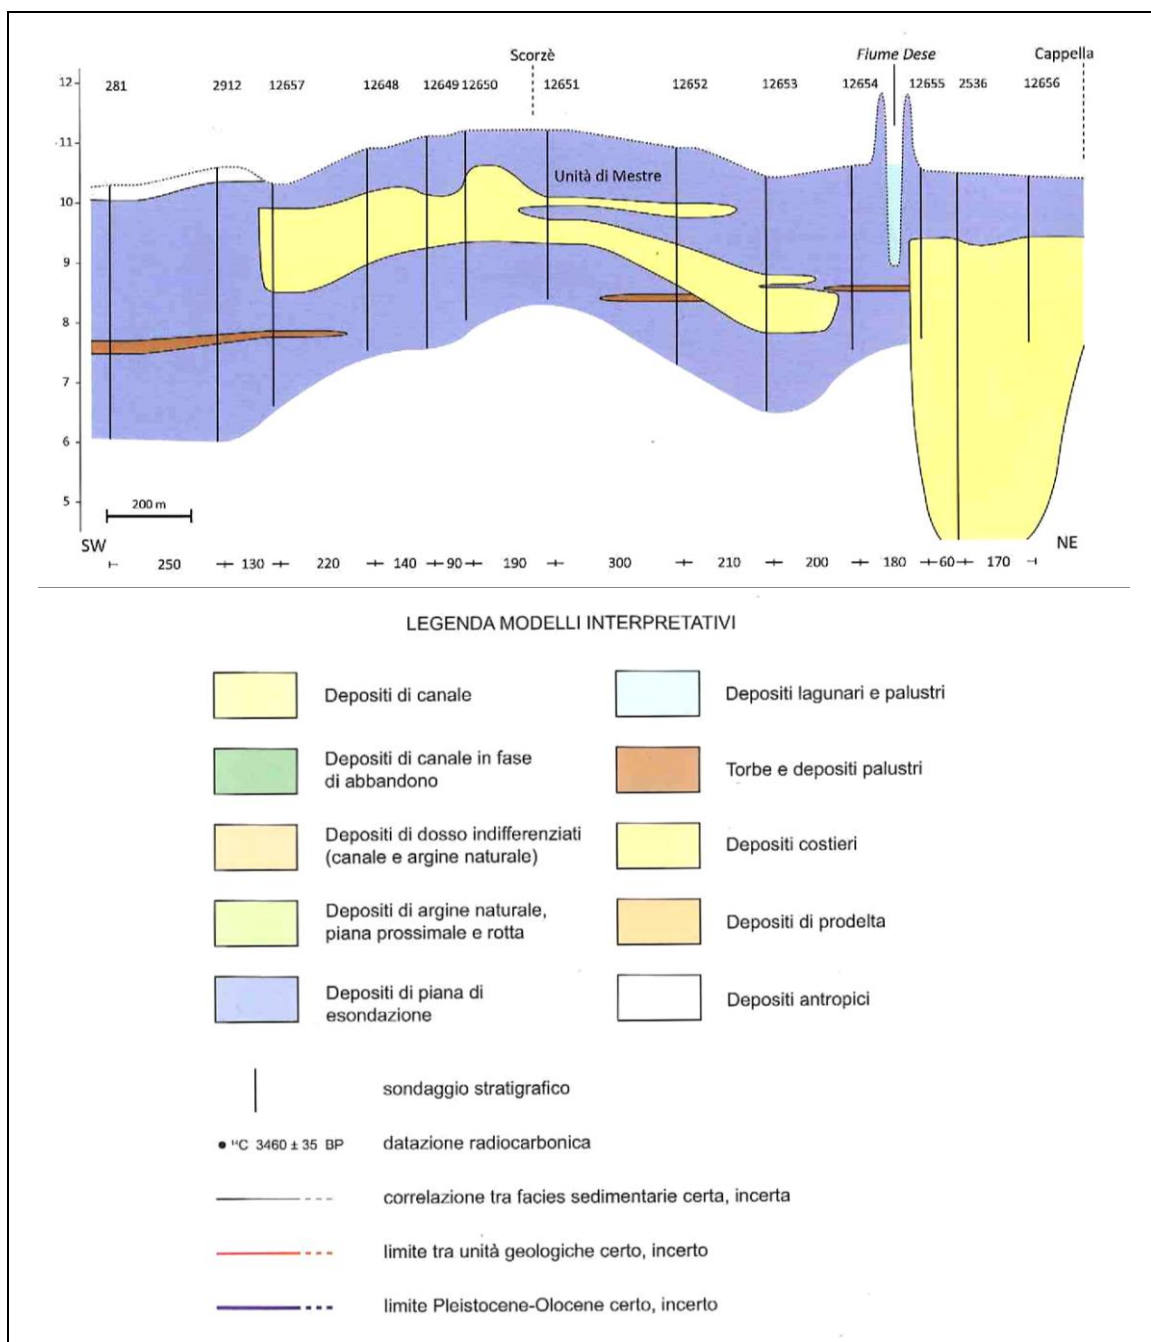 Scorzè
Fiume Dese
Cappella
281 2912 12657 12648 12649 12650 12651 12652 12653 12654 12655 2536 12656
12
11
10
9
8
7
6
5
Unità di Mestre
200 m
SW
NE
250 130 220 140 90 190 300 210 200 180 60 170
LEGENDA MODELLI INTERPRETATIVI
Depositi di canale
Depositi di canale in fase
di abbandono
Depositi di dosso indifferenziati
(canale e argine naturale)
Depositi di argine naturale,
piana prossimale e rotta
Depositi di piana di
esondazione
Depositi lagunari e palustri
Torbe e depositi palustri
Depositi costieri
Depositi di prodelta
Depositi antropici
sondaggio stratigrafico
● ¹⁴C 3460 ± 35 BP datazione radiocarbonica
correlazione tra facies sedimentarie certa, incerta
limite tra unità geologiche certo, incerto
limite Pleistocene-Olocene certo, incerto